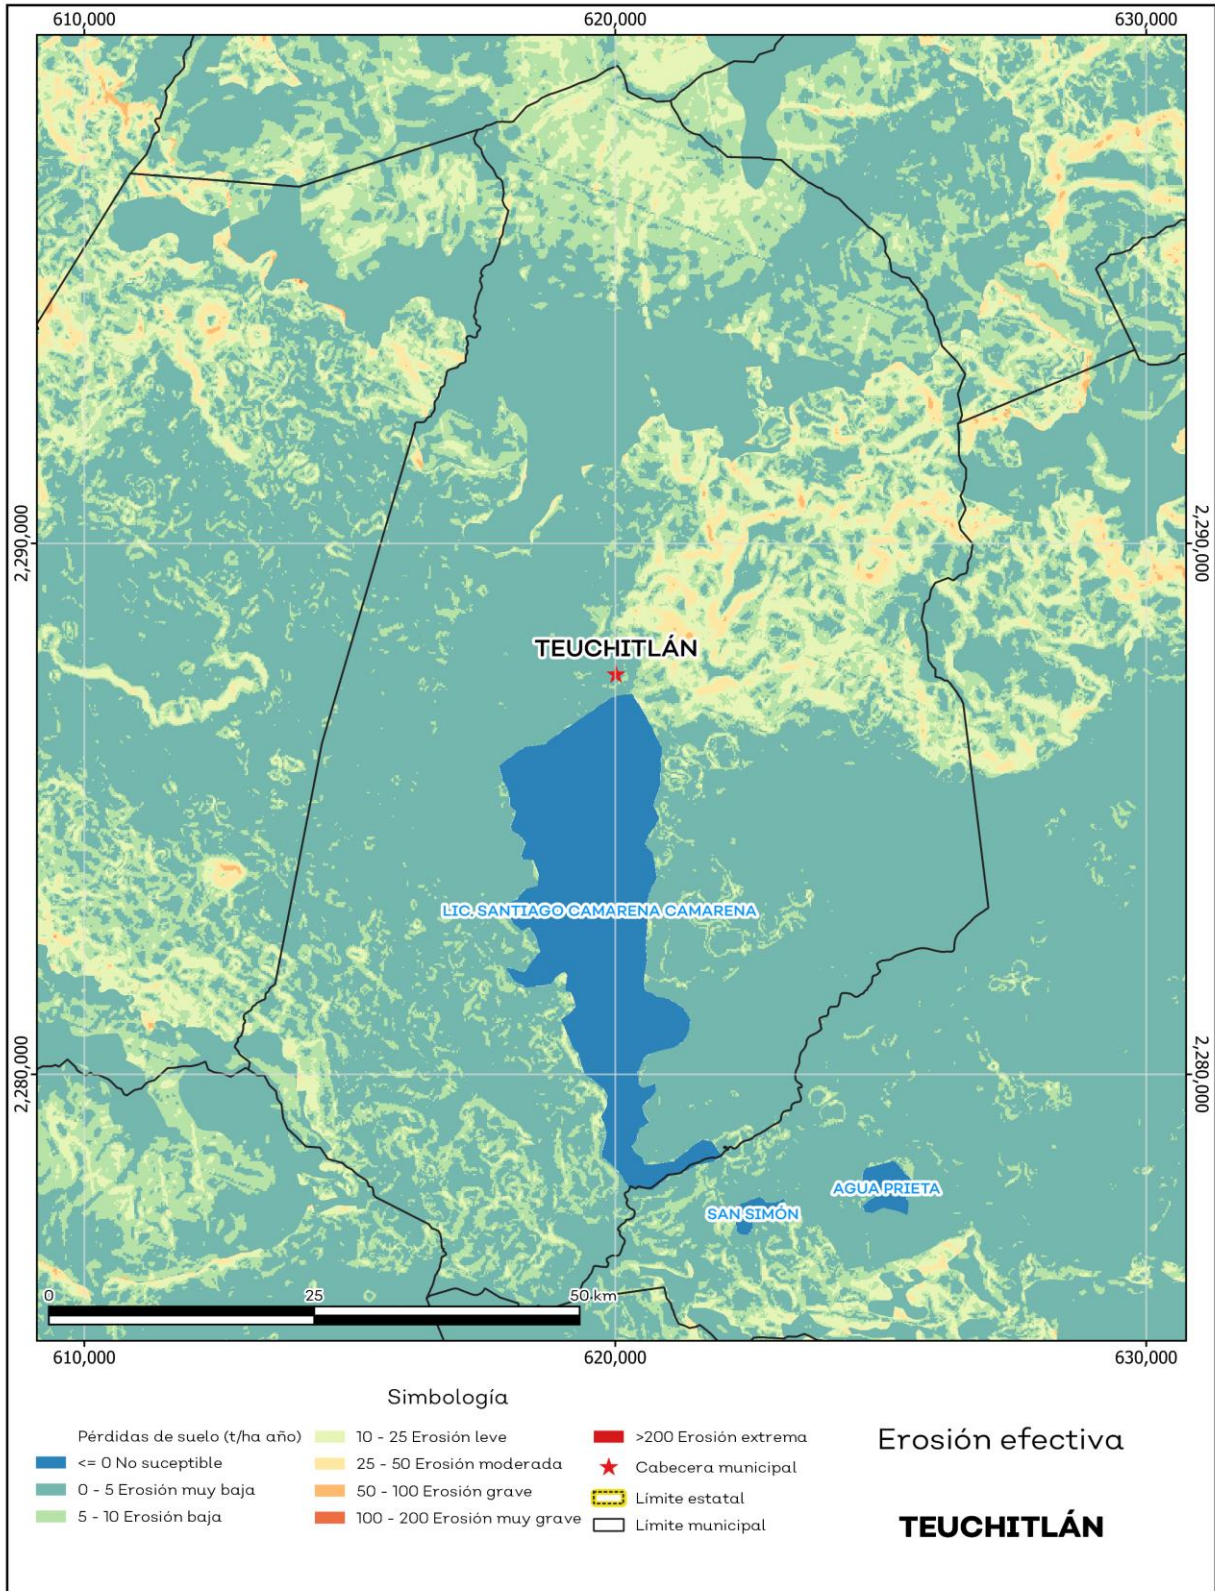 610,000
620,000
630,000
2,290,000
2,290,000
TEUCHITLÁN
LIC. SANTIAGO CAMARENA CAMARENA
2,280,000
2,280,000
AGUA PRIETA
SAN SIMÓN
0
25
50 km
610,000
620,000
630,000
Simbología
Pérdidas de suelo (t/ha año)
<= 0 No suceptible
0 - 5 Erosión muy baja
5 - 10 Erosión baja
10 - 25 Erosión leve
25 - 50 Erosión moderada
50 - 100 Erosión grave
100 - 200 Erosión muy grave
>200 Erosión extrema
Cabecera municipal
Límite estatal
Límite municipal
Erosión efectiva
TEUCHITLÁN